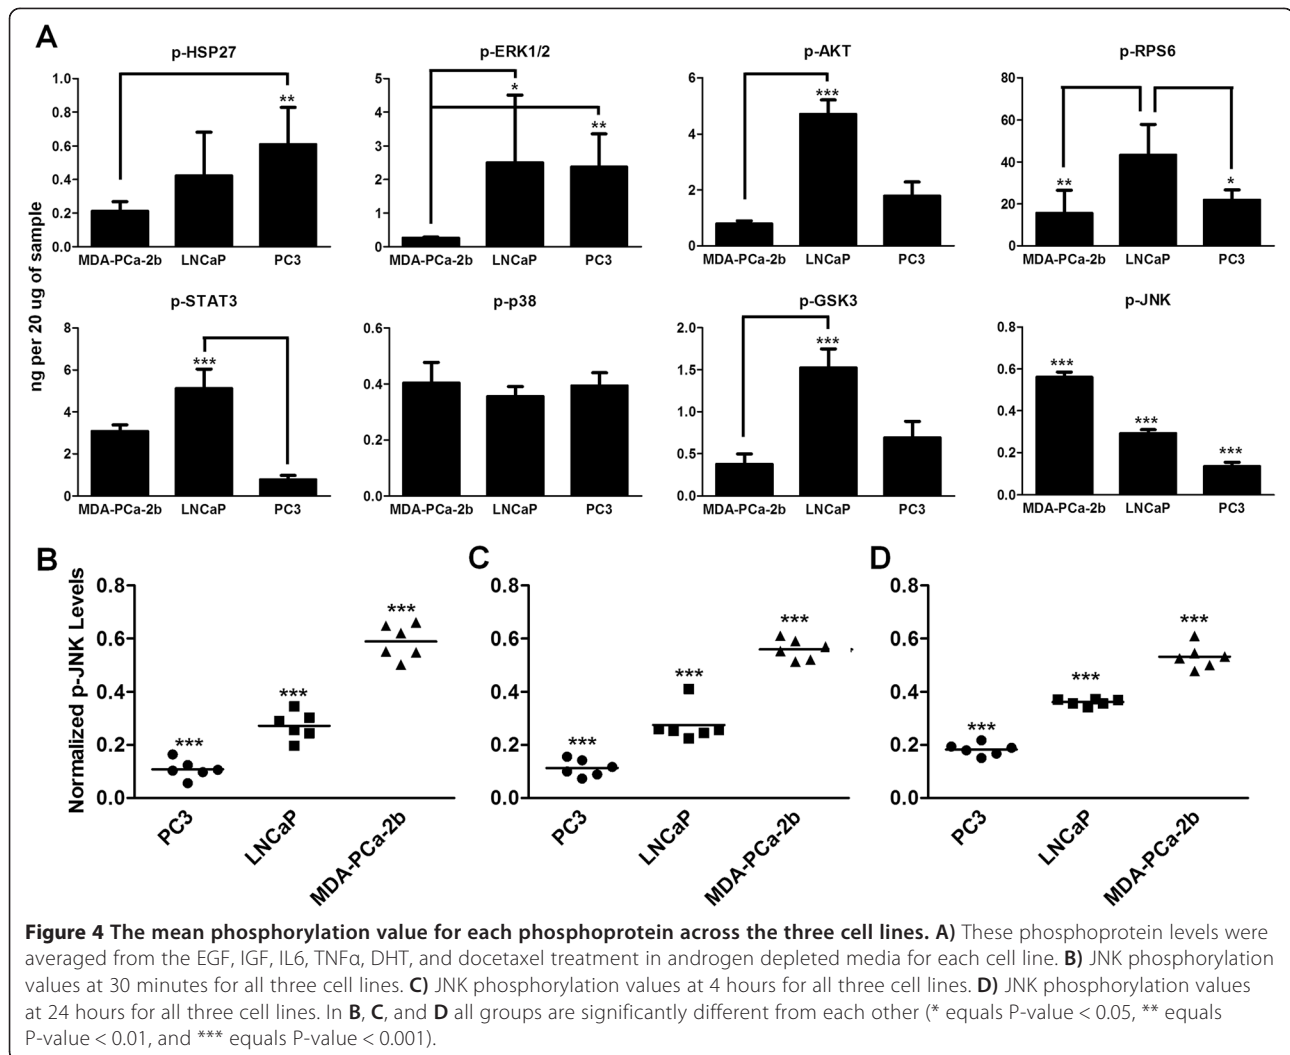 A
p-HSP27
p-ERK1/2
p-AKT
p-RPS6
ng per 20 ug of sample
1.0
0.8
0.6
0.4
0.2
0.0
**
MDA-PCa-2b LNCaP PC3
5
4
3
2
1
0
*
**
MDA-PCa-2b LNCaP PC3
6
4
2
0
***
MDA-PCa-2b LNCaP PC3
80
60
40
20
0
**
*
MDA-PCa-2b LNCaP PC3
p-STAT3
p-p38
p-GSK3
p-JNK
8
6
4
2
0
***
MDA-PCa-2b LNCaP PC3
0.6
0.4
0.2
0.0
MDA-PCa-2b LNCaP PC3
2.0
1.5
1.0
0.5
0.0
***
MDA-PCa-2b LNCaP PC3
0.8
0.6
0.4
0.2
0.0
***
***
***
MDA-PCa-2b LNCaP PC3
B
Normalized p-JNK Levels
0.8
0.6
0.4
0.2
0.0
***
***
***
PC3
LNCaP
MDA-PCa-2b
C
0.8
0.6
0.4
0.2
0.0
***
***
***
PC3
LNCaP
MDA-PCa-2b
D
0.8
0.6
0.4
0.2
0.0
***
***
***
PC3
LNCaP
MDA-PCa-2b
Figure 4 The mean phosphorylation value for each phosphoprotein across the three cell lines. A) These phosphoprotein levels were
averaged from the EGF, IGF, IL6, TNFα, DHT, and docetaxel treatment in androgen depleted media for each cell line. B) JNK phosphorylation
values at 30 minutes for all three cell lines. C) JNK phosphorylation values at 4 hours for all three cell lines. D) JNK phosphorylation values
at 24 hours for all three cell lines. In B, C, and D all groups are significantly different from each other (* equals P-value < 0.05, ** equals
P-value < 0.01, and *** equals P-value < 0.001).